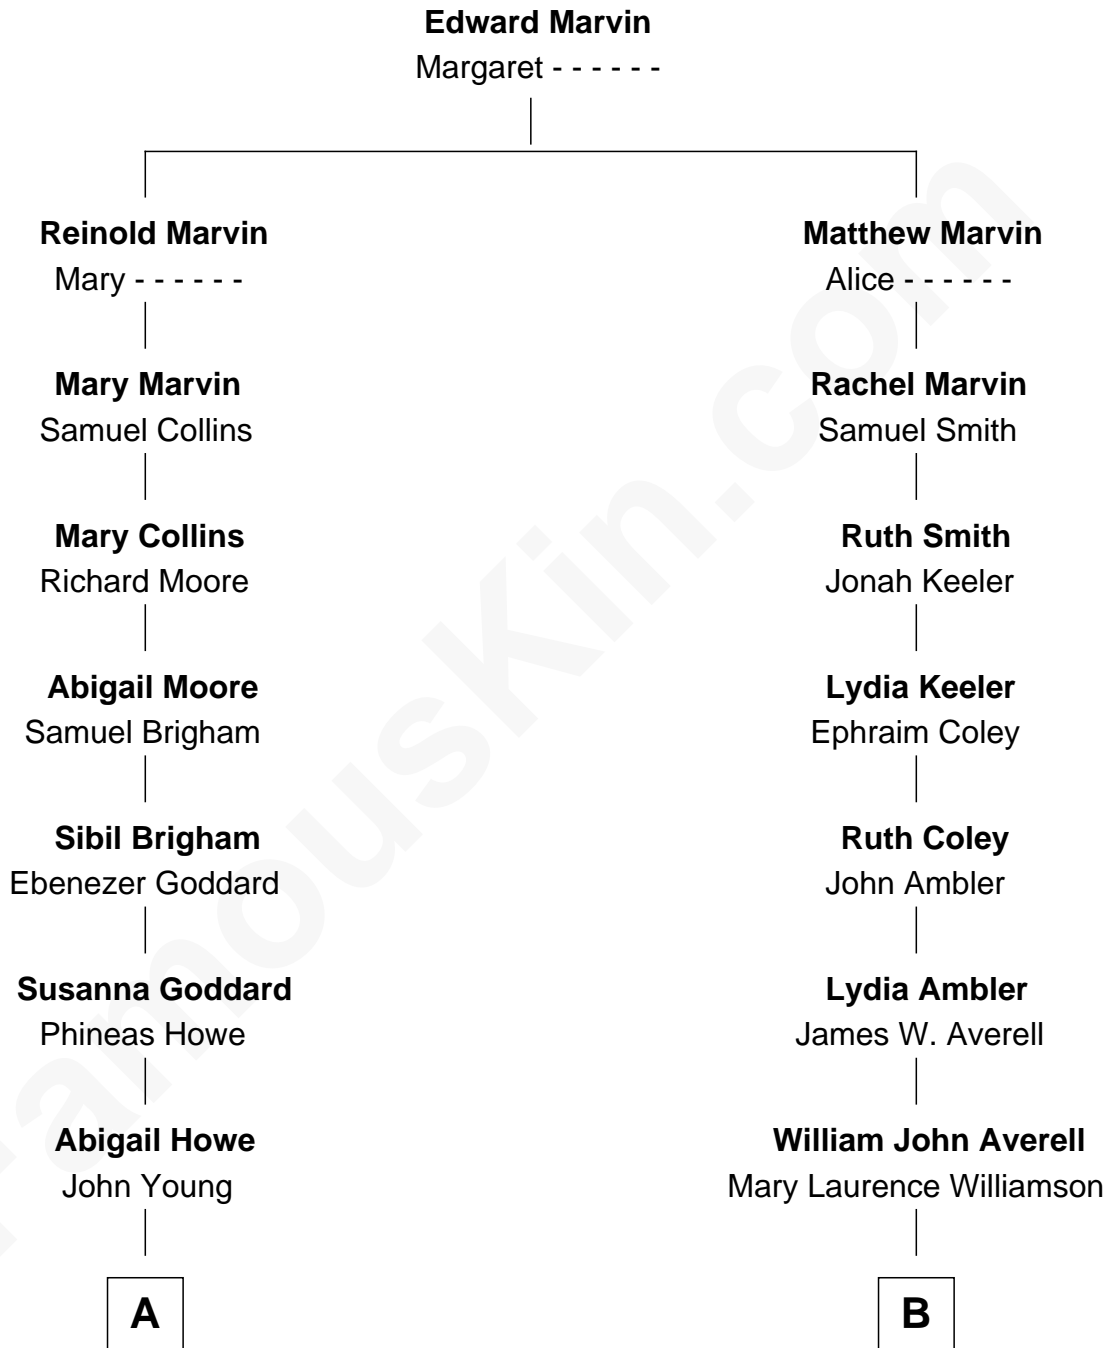 Edward Marvin
Margaret - - - - - -
Reinold Marvin
Mary - - - - - -
Matthew Marvin
Alice - - - - - -
Mary Marvin
Samuel Collins
Rachel Marvin
Samuel Smith
Mary Collins
Richard Moore
Ruth Smith
Jonah Keeler
Abigail Moore
Samuel Brigham
Lydia Keeler
Ephraim Coley
Sibil Brigham
Ebenezer Goddard
Ruth Coley
John Ambler
Susanna Goddard
Phineas Howe
Lydia Ambler
James W. Averell
Abigail Howe
John Young
William John Averell
Mary Laurence Williamson
A
B
FamousKin.com